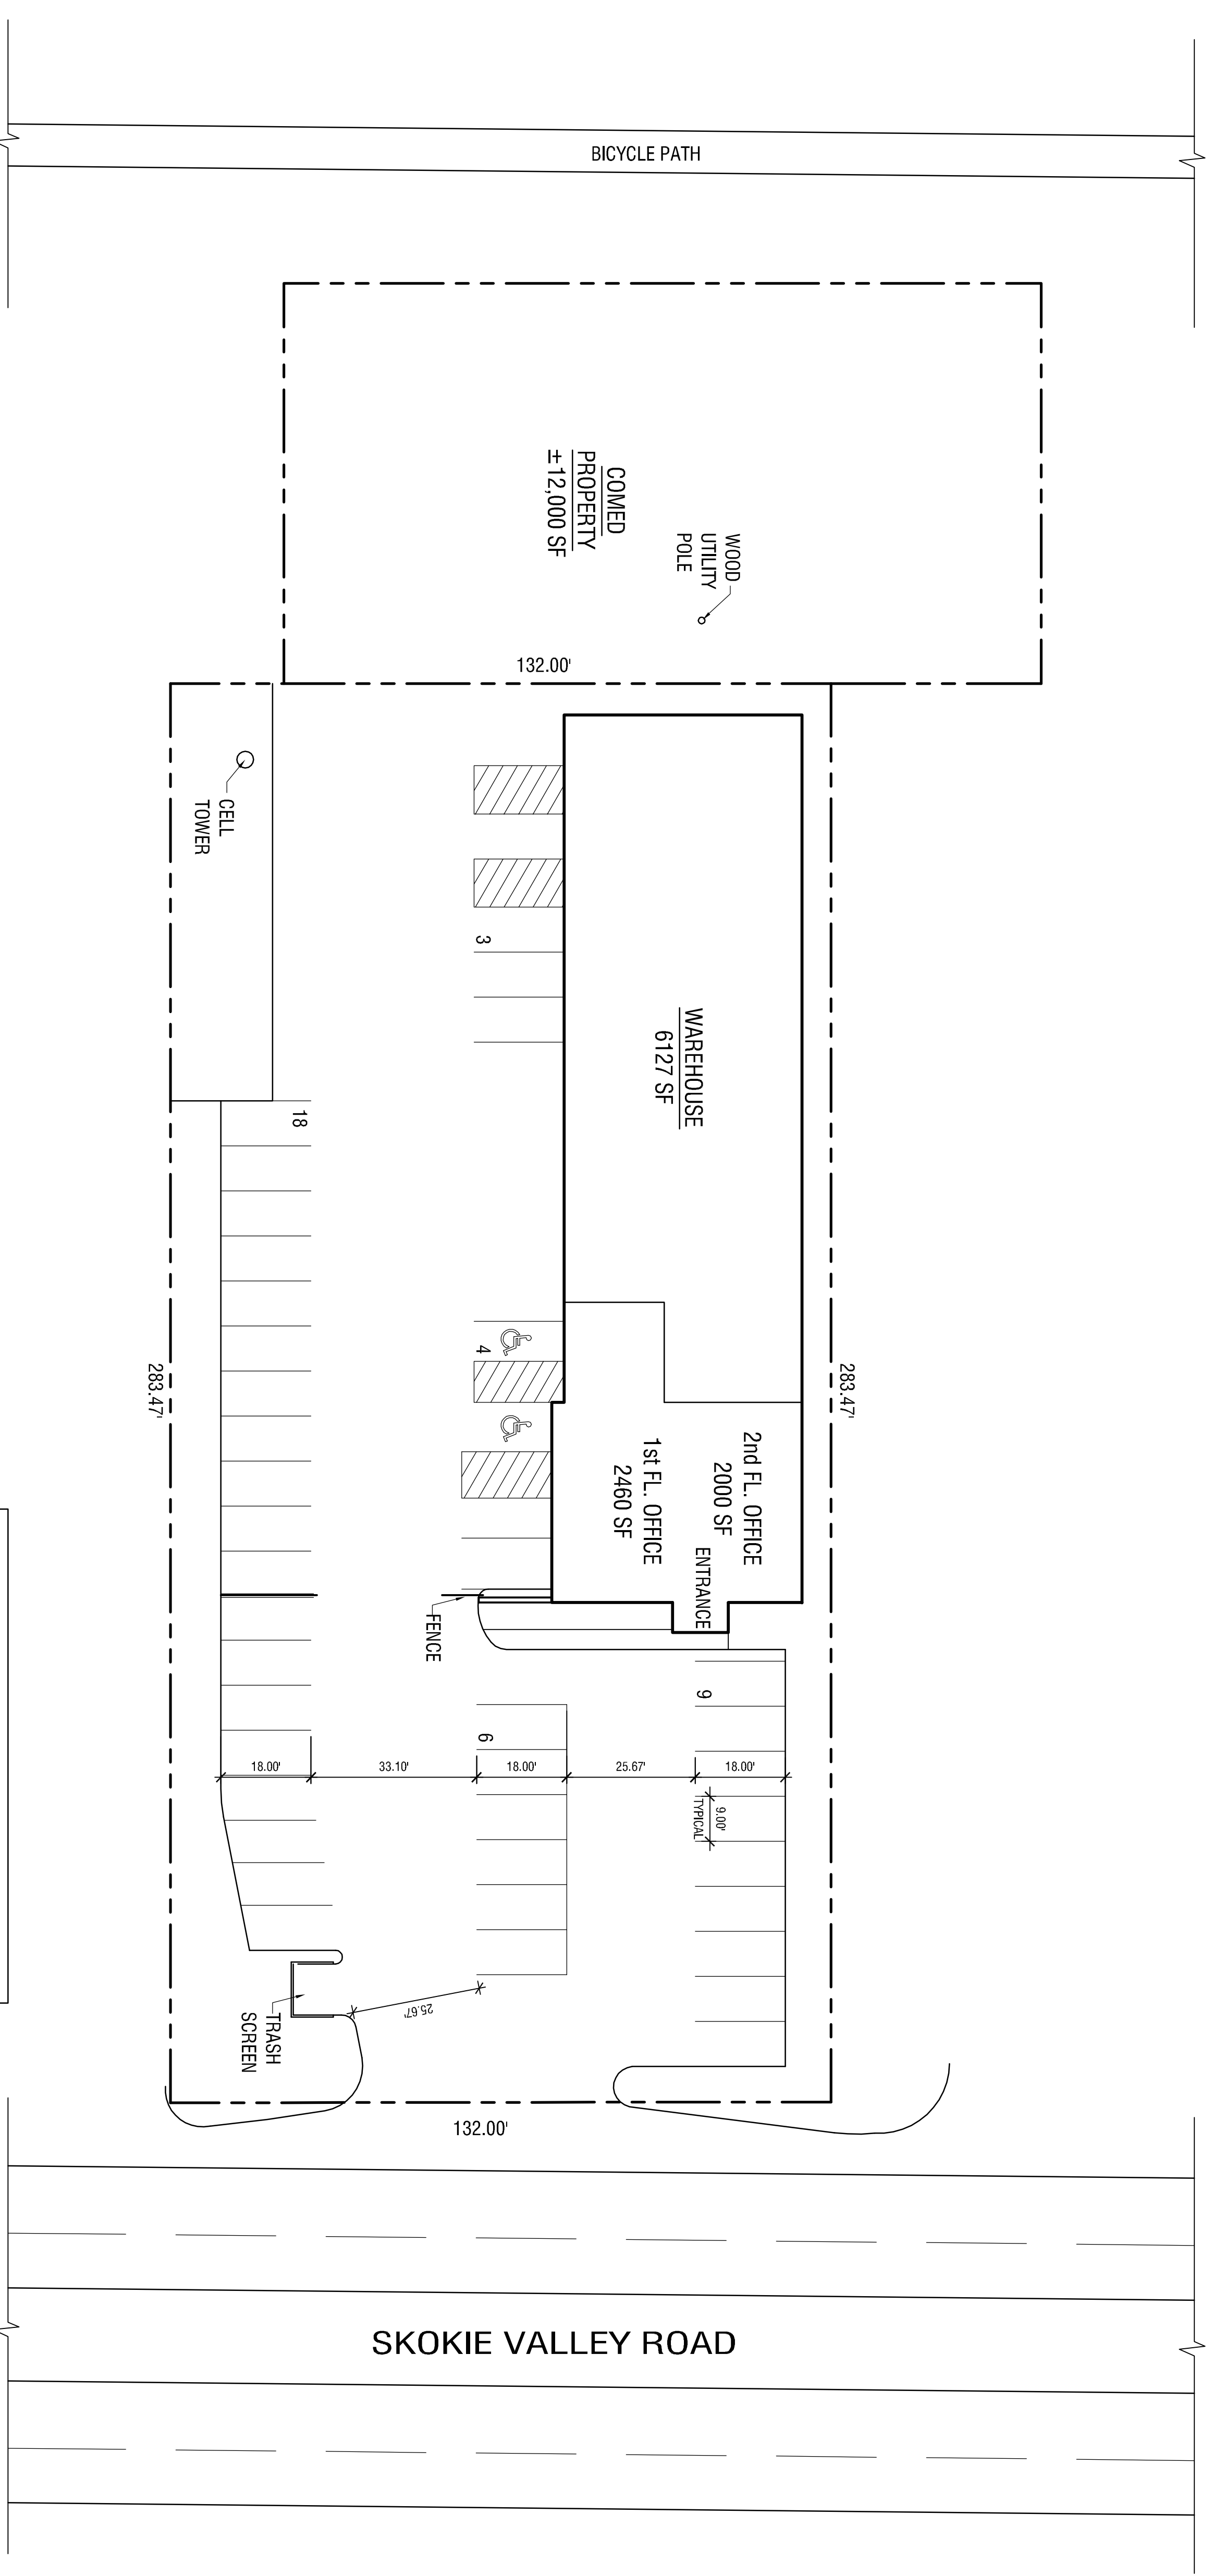 BICYCLE PATH
COMED
PROPERTY
±12,000 SF
WOOD
UTILITY
POLE
132.00'
CELL
TOWER
3
WAREHOUSE
6127 SF
18
283.47'
283.47'
4
2nd FL. OFFICE
2000 SF
1st FL. OFFICE
2460 SF
ENTRANCE
FENCE
9
6
18.00'
33.10'
18.00'
25.67'
18.00'
9.00'
TYPICAL
25.67'
TRASH
SCREEN
132.00'
SKOKIE VALLEY ROAD